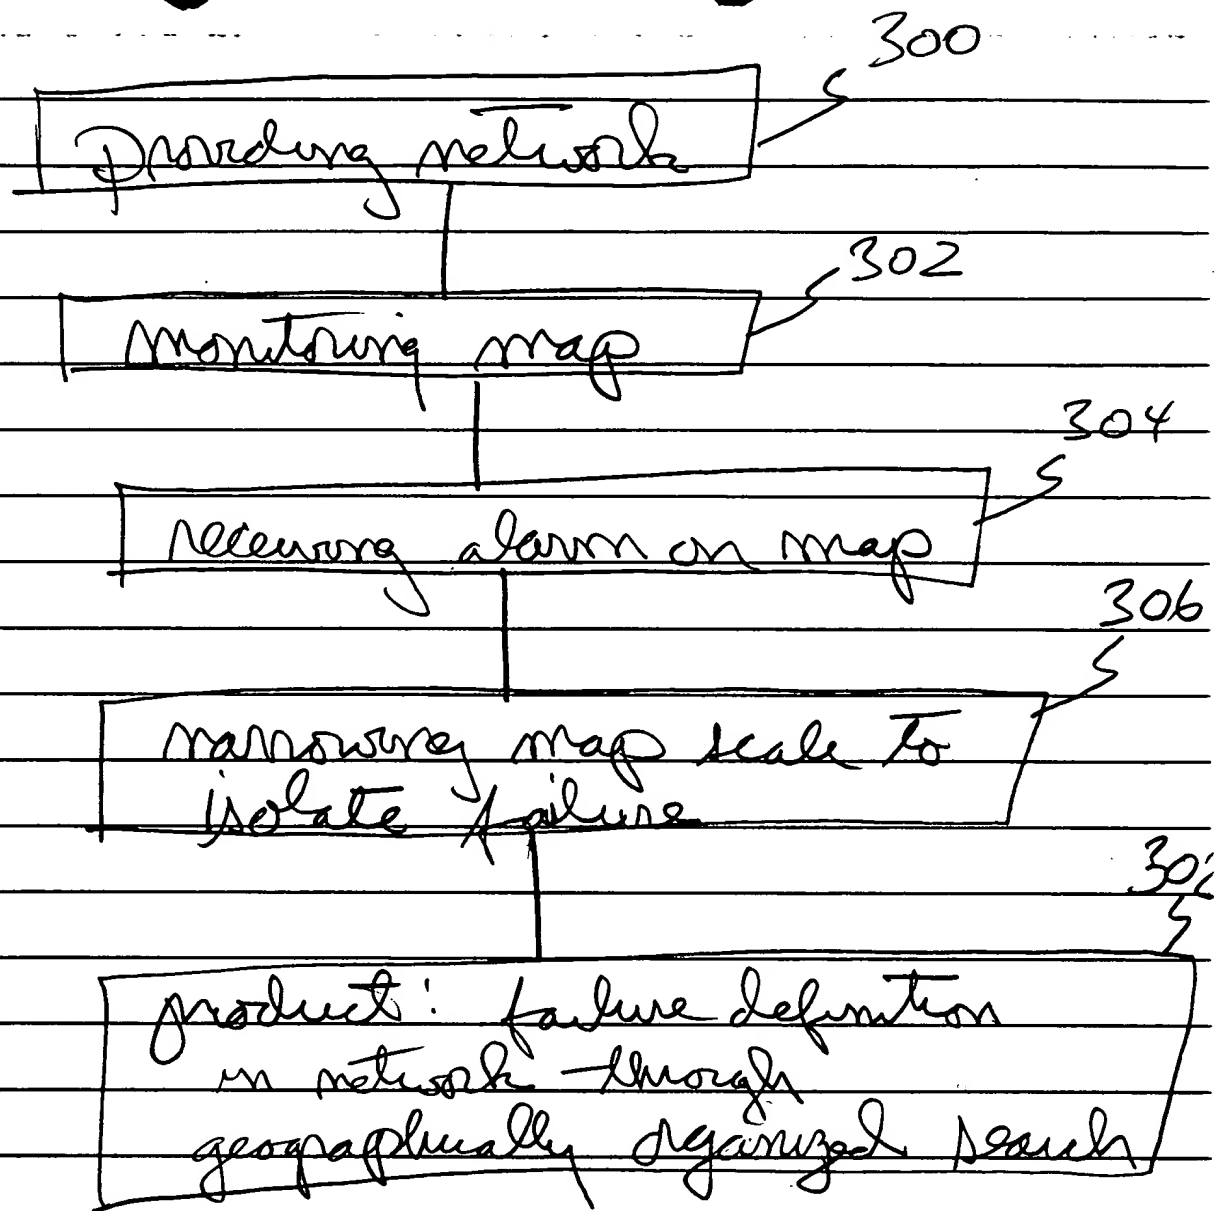 300
providing network
302
monitoring map
304
receiving alarm on map
306
narrowing map scale to
isolate failure
product: failure definition
in network through
geographically organized search